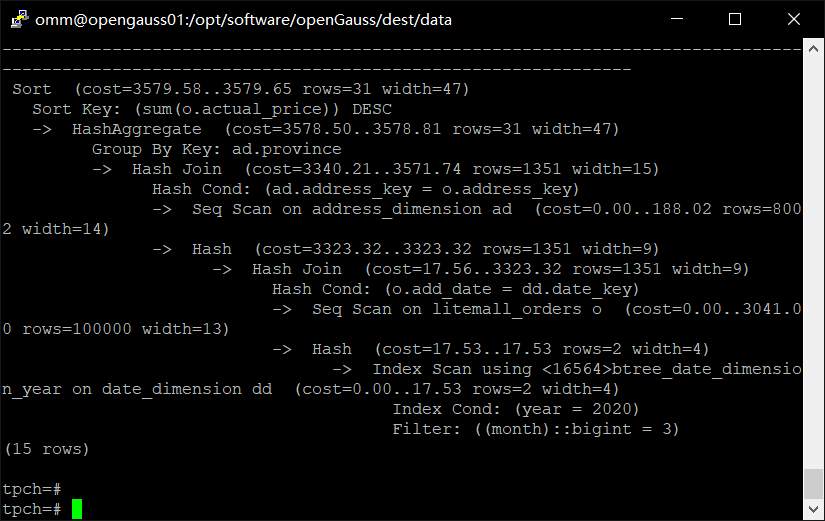 omm@opengauss01:/opt/software/openGauss/dest/data
---------------------------------------------------------------------------
-----------------------------------------------------------
 Sort  (cost=3579.58..3579.65 rows=31 width=47)
   Sort Key: (sum(o.actual_price)) DESC
   ->  HashAggregate  (cost=3578.50..3578.81 rows=31 width=47)
         Group By Key: ad.province
         ->  Hash Join  (cost=3340.21..3571.74 rows=1351 width=15)
               Hash Cond: (ad.address_key = o.address_key)
               ->  Seq Scan on address_dimension ad  (cost=0.00..188.02 rows=800
2 width=14)
               ->  Hash  (cost=3323.32..3323.32 rows=1351 width=9)
                     ->  Hash Join  (cost=17.56..3323.32 rows=1351 width=9)
                           Hash Cond: (o.add_date = dd.date_key)
                           ->  Seq Scan on litemall_orders o  (cost=0.00..3041.0
0 rows=100000 width=13)
                           ->  Hash  (cost=17.53..17.53 rows=2 width=4)
                                 ->  Index Scan using <16564>btree_date_dimensio
n_year on date_dimension dd  (cost=0.00..17.53 rows=2 width=4)
                                       Index Cond: (year = 2020)
                                       Filter: ((month)::bigint = 3)
(15 rows)
tpch=#
tpch=#